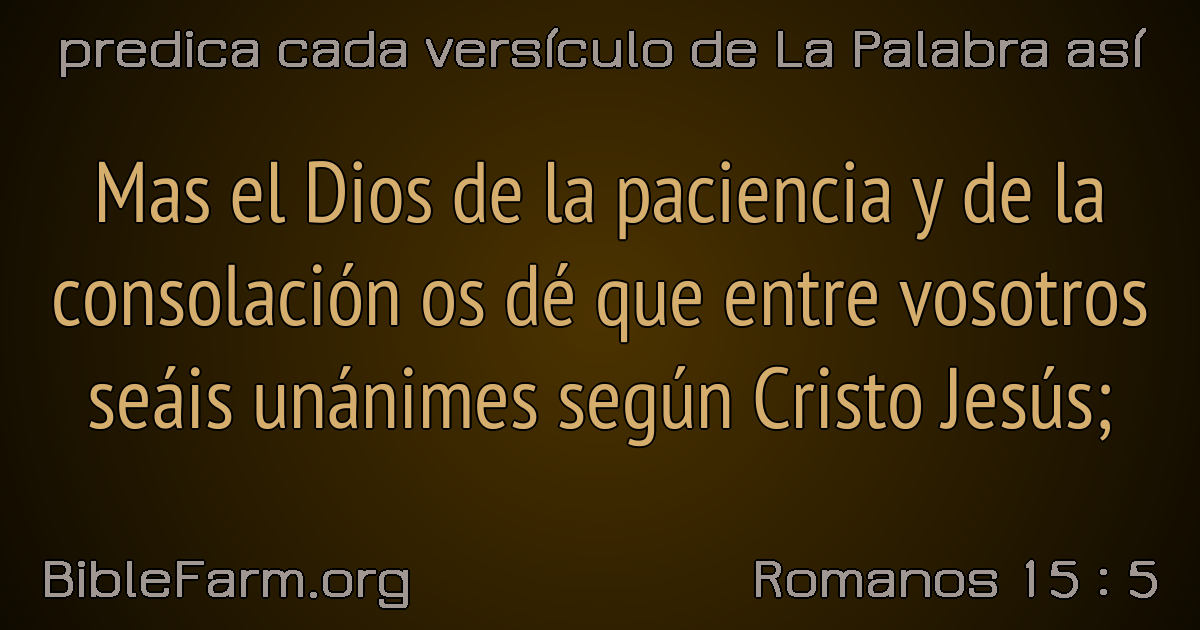 predica cada versículo de La Palabra así
Mas el Dios de la paciencia y de la
consolación os dé que entre vosotros
seáis unánimes según Cristo Jesús;
BibleFarm.org
Romanos 15 : 5